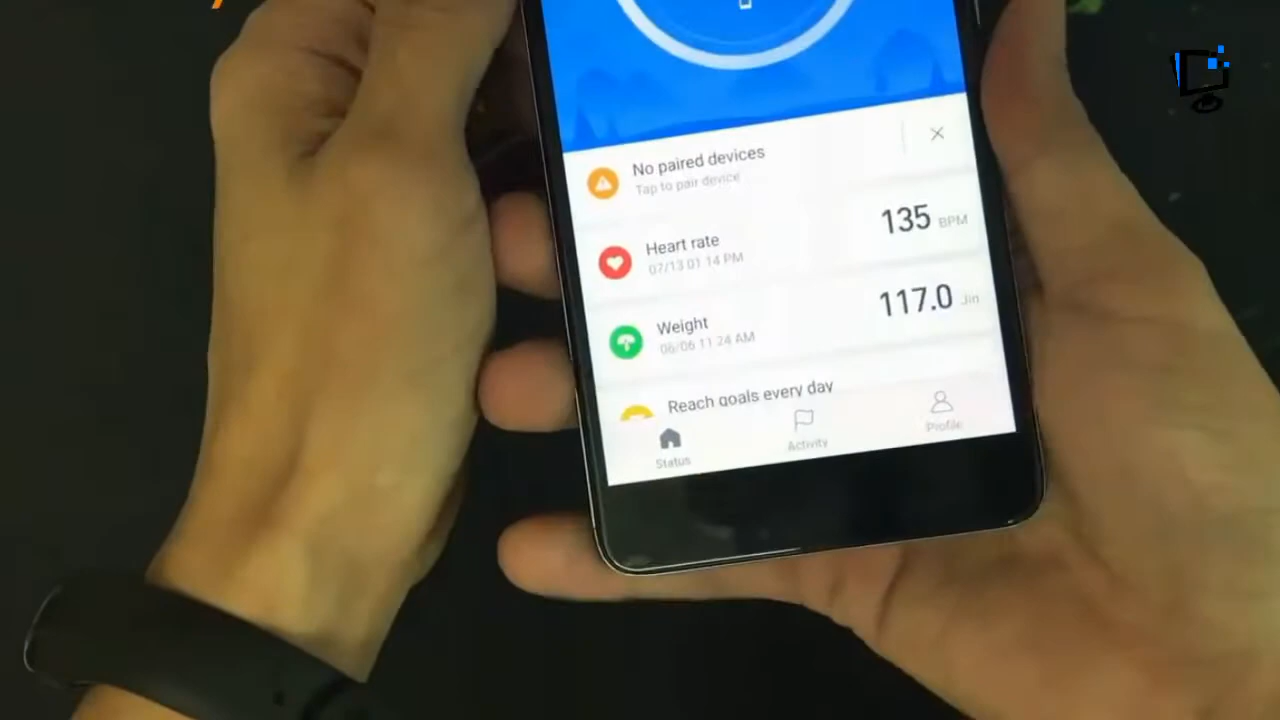 No paired devices
Tap to pair device
Heart rate
07/13 01 14 PM
135 BPM
Weight
06/06 11 24 AM
117.0 Jin
Reach goals every day
Status
Activity
Profile